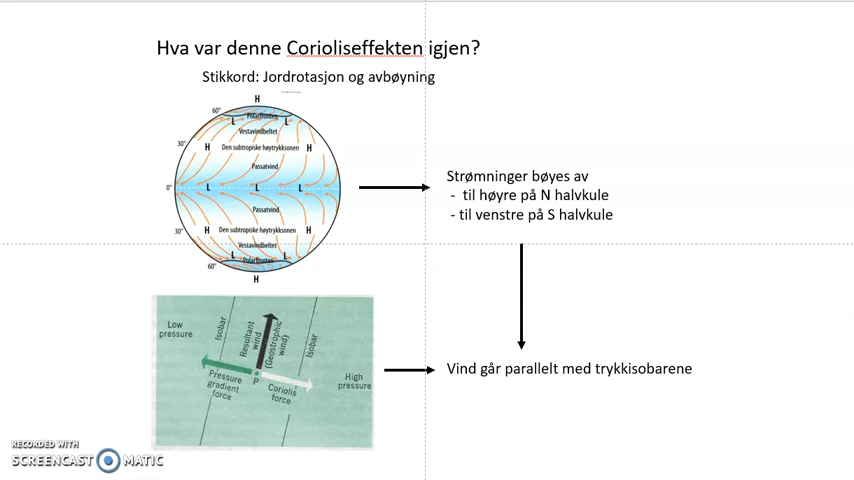 Hva var denne Corioliseffekten igjen?
Stikkord: Jordrotasjon og avbøyning
H
60°
Polarfronten
L
L
Vestavindbeltet
30°
H
Den subtropiske høytrykksonen
H
Passatvind
0°
L
L
L
Passatvind
30°
H
Den subtropiske høytrykksonen
H
Vestavindbeltet
L
L
60°
Polarfronten
H
Strømninger bøyes av
- til høyre på N halvkule
- til venstre på S halvkule
Low
pressure
Isobar
Resultant
wind
(Geostrophic
wind)
Isobar
Pressure
gradient
force
P
Coriolis
force
High
pressure
Vind går parallelt med trykkisobarene
RECORDED WITH
SCREENCAST MATIC